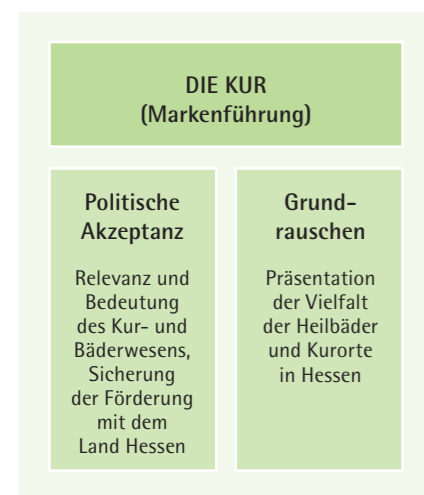 DIE KUR
(Markenführung)
Politische
Akzeptanz
Relevanz und
Bedeutung
des Kur- und
Bäderwesens,
Sicherung
der Förderung
mit dem
Land Hessen
Grund-
rauschen
Präsentation
der Vielfalt
der Heilbäder
und Kurorte
in Hessen